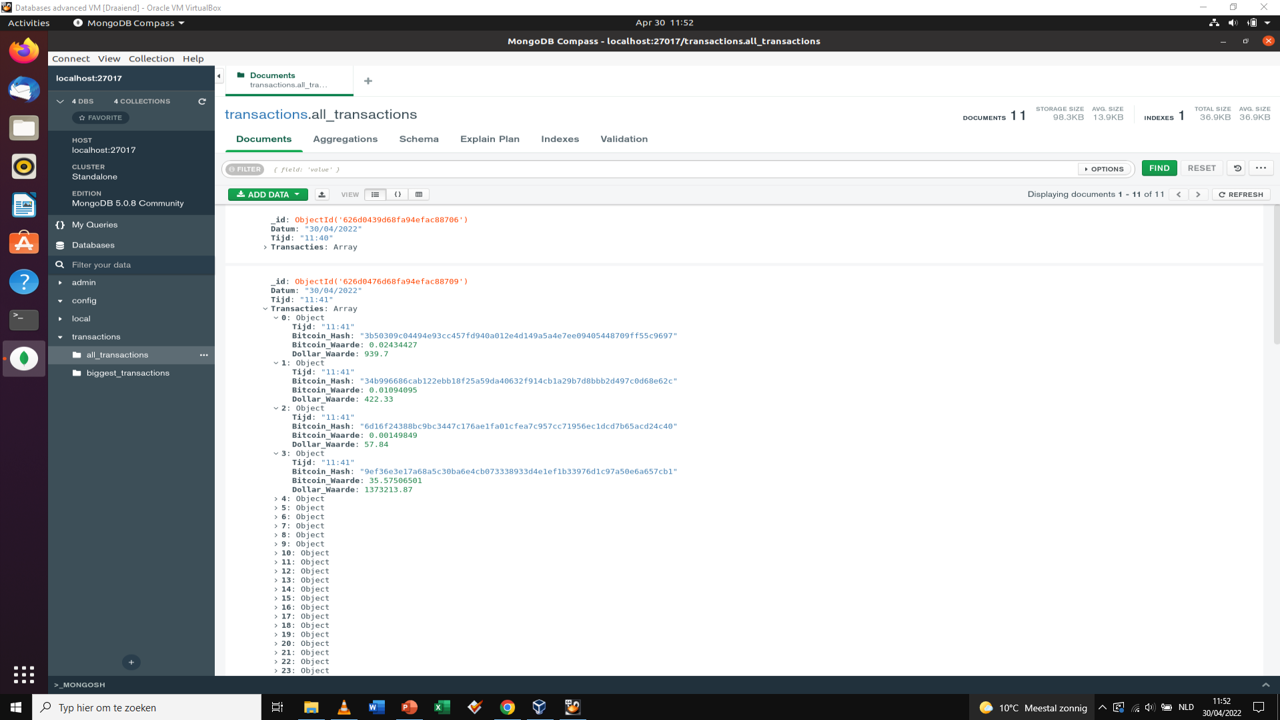 Databases advanced VM [Draaiend] - Oracle VM VirtualBox
Activities MongoDB Compass Apr 30 11:52
MongoDB Compass - localhost:27017/transactions.all_transactions
Connect View Collection Help
localhost:27017
4 DBS 4 COLLECTIONS
FAVORITE
HOST
localhost:27017
CLUSTER
Standalone
EDITION
MongoDB 5.0.8 Community
My Queries
Databases
Filter your data
admin
config
local
transactions
all_transactions
biggest_transactions
Documents
transactions.all_tra...
transactions.all_transactions
DOCUMENTS 11 STORAGE SIZE 98.3KB AVG. SIZE 13.9KB INDEXES 1 TOTAL SIZE 36.9KB AVG. SIZE 36.9KB
Documents Aggregations Schema Explain Plan Indexes Validation
FILTER { field: 'value' } OPTIONS FIND RESET
ADD DATA VIEW { } Displaying documents 1 - 11 of 11 REFRESH
_id: ObjectId('626d0439d68fa94efac88706')
Datum: "30/04/2022"
Tijd: "11:40"
Transacties: Array
_id: ObjectId('626d0476d68fa94efac88709')
Datum: "30/04/2022"
Tijd: "11:41"
Transacties: Array
0: Object
Tijd: "11:41"
Bitcoin_Hash: "3b50309c04494e93cc457fd940a012e4d149a5a4e7ee09405448709ff55c9697"
Bitcoin_Waarde: 0.02434427
Dollar_Waarde: 939.7
1: Object
Tijd: "11:41"
Bitcoin_Hash: "34b996686cab122ebb18f25a59da40632f914cb1a29b7d8bbb2d497c0d68e62c"
Bitcoin_Waarde: 0.01094095
Dollar_Waarde: 422.33
2: Object
Tijd: "11:41"
Bitcoin_Hash: "6d16f24388bc9bc3447c176ae1fa01cfea7c957cc71956ec1dcd7b65acd24c40"
Bitcoin_Waarde: 0.00149849
Dollar_Waarde: 57.84
3: Object
Tijd: "11:41"
Bitcoin_Hash: "9ef36e3e17a68a5c30ba6e4cb073338933d4e1ef1b33976d1c97a50e6a657cb1"
Bitcoin_Waarde: 35.57506501
Dollar_Waarde: 1373213.87
4: Object
5: Object
6: Object
7: Object
8: Object
9: Object
10: Object
11: Object
12: Object
13: Object
14: Object
15: Object
16: Object
17: Object
18: Object
19: Object
20: Object
21: Object
22: Object
23: Object
>_MONGOSH
Typ hier om te zoeken
10°C Meestal zonnig
NLD
11:52
30/04/2022